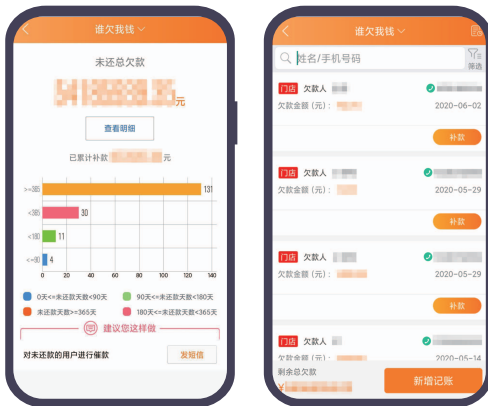 谁欠我钱
未还总欠款
元
查看明细
已累计补款 元
>=365 131
<365 30
<180 11
<=90 4
0 20 40 60 80 100 120 140
0天<=未还款天数<90天 90天<=未还款天数<180天
未还款天数>=365天 180天<=未还款天数<365天
建议您这样做
对未还款的用户进行催款 发短信
谁欠我钱
姓名/手机号码 筛选
门店 欠款人
欠款金额（元）: 2020-06-02
补款
门店 欠款人
欠款金额（元）: 2020-05-29
补款
门店 欠款人
欠款金额（元）: 2020-05-29
补款
门店 欠款人
欠款金额（元）: 2020-05-14
剩余总欠款
¥
新增记账